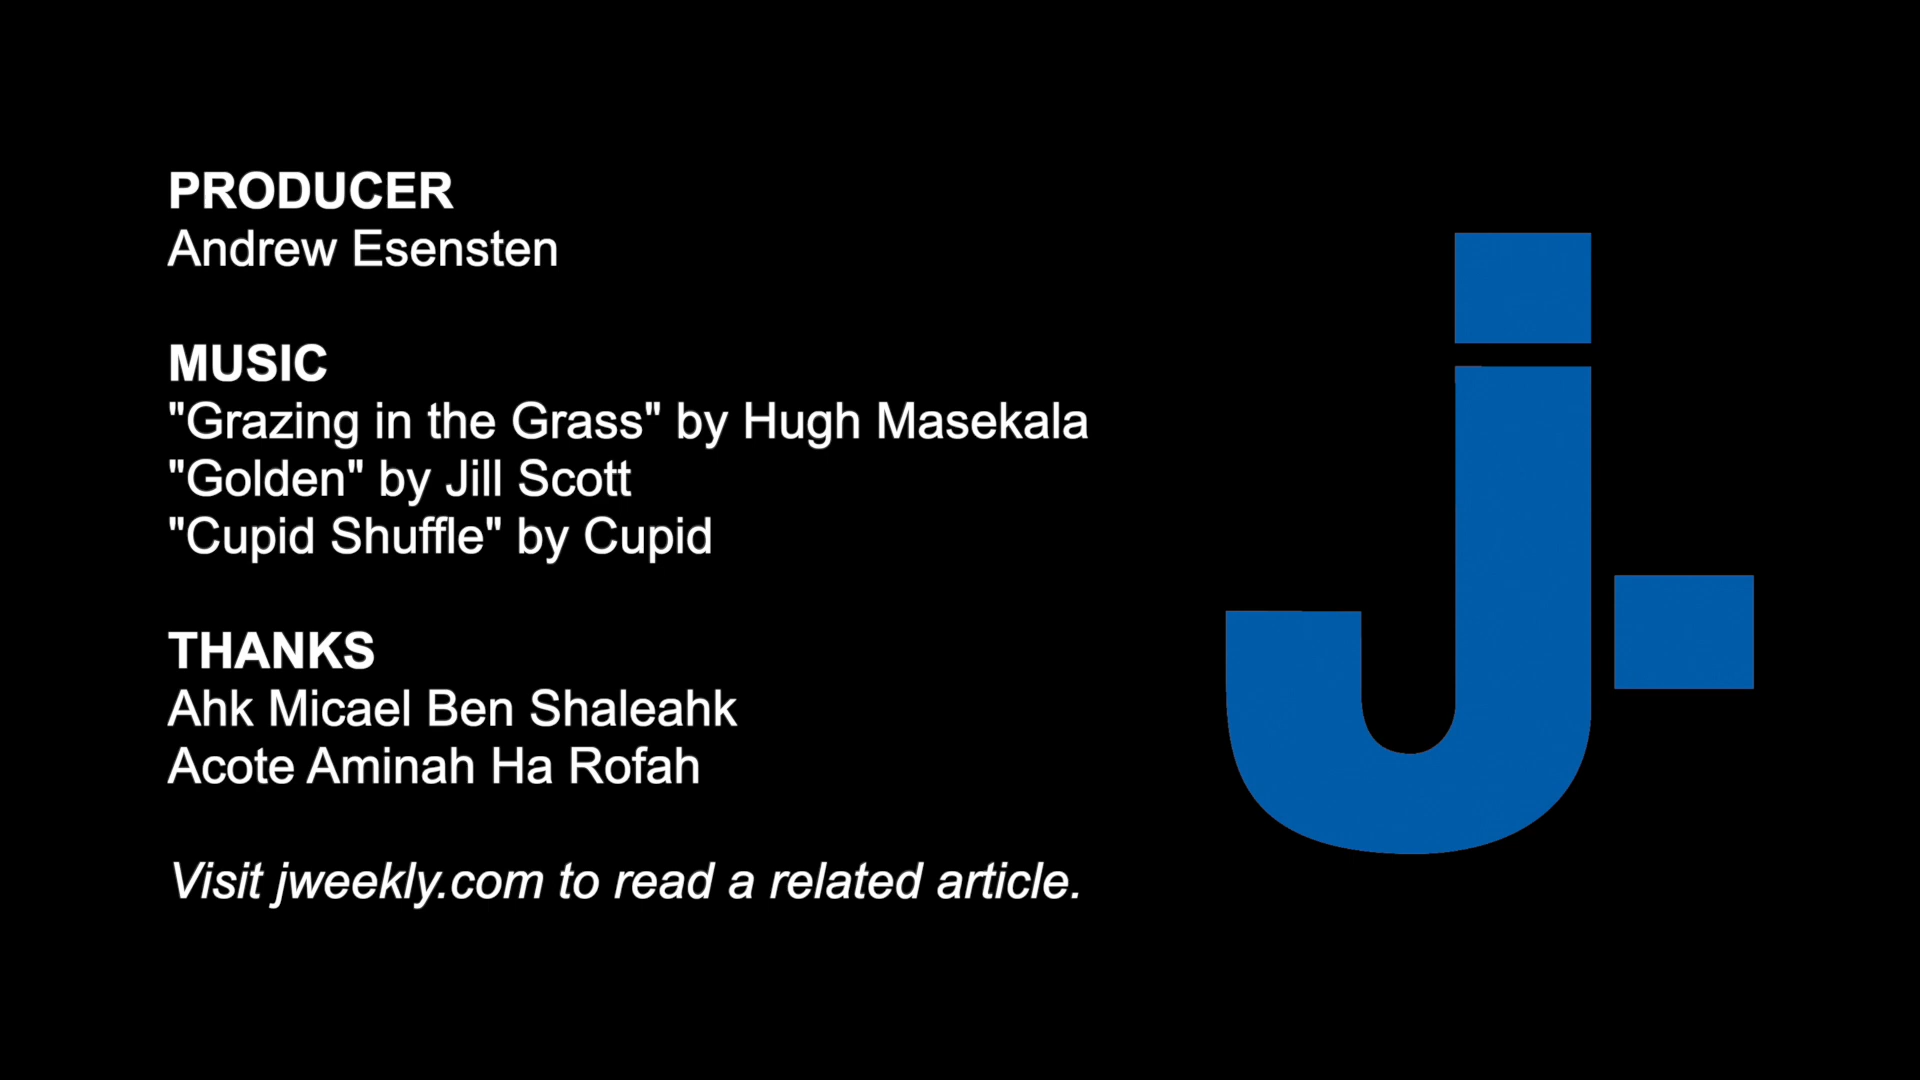 PRODUCER
Andrew Esensten
MUSIC
"Grazing in the Grass" by Hugh Masekala
"Golden" by Jill Scott
"Cupid Shuffle" by Cupid
THANKS
Ahk Micael Ben Shaleahk
Acote Aminah Ha Rofah
Visit jweekly.com to read a related article.
j.